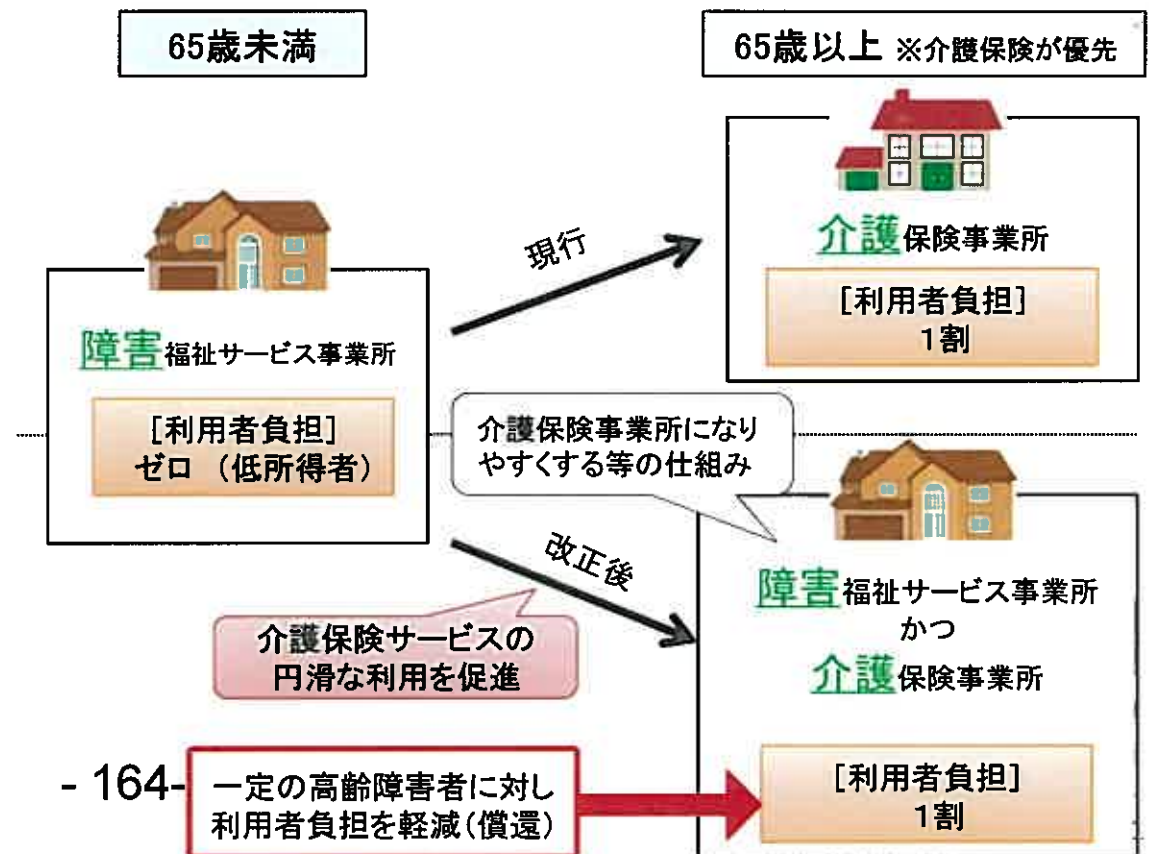 65歳未満
65歳以上 ※介護保険が優先
障害福祉サービス事業所
[利用者負担]
ゼロ (低所得者)
現行
介護保険事業所
[利用者負担]
1割
介護保険事業所になり
やすくする等の仕組み
改正後
介護保険サービスの
円滑な利用を促進
障害福祉サービス事業所
かつ
介護保険事業所
[利用者負担]
1割
一定の高齢障害者に対し
利用者負担を軽減(償還)
- 164-